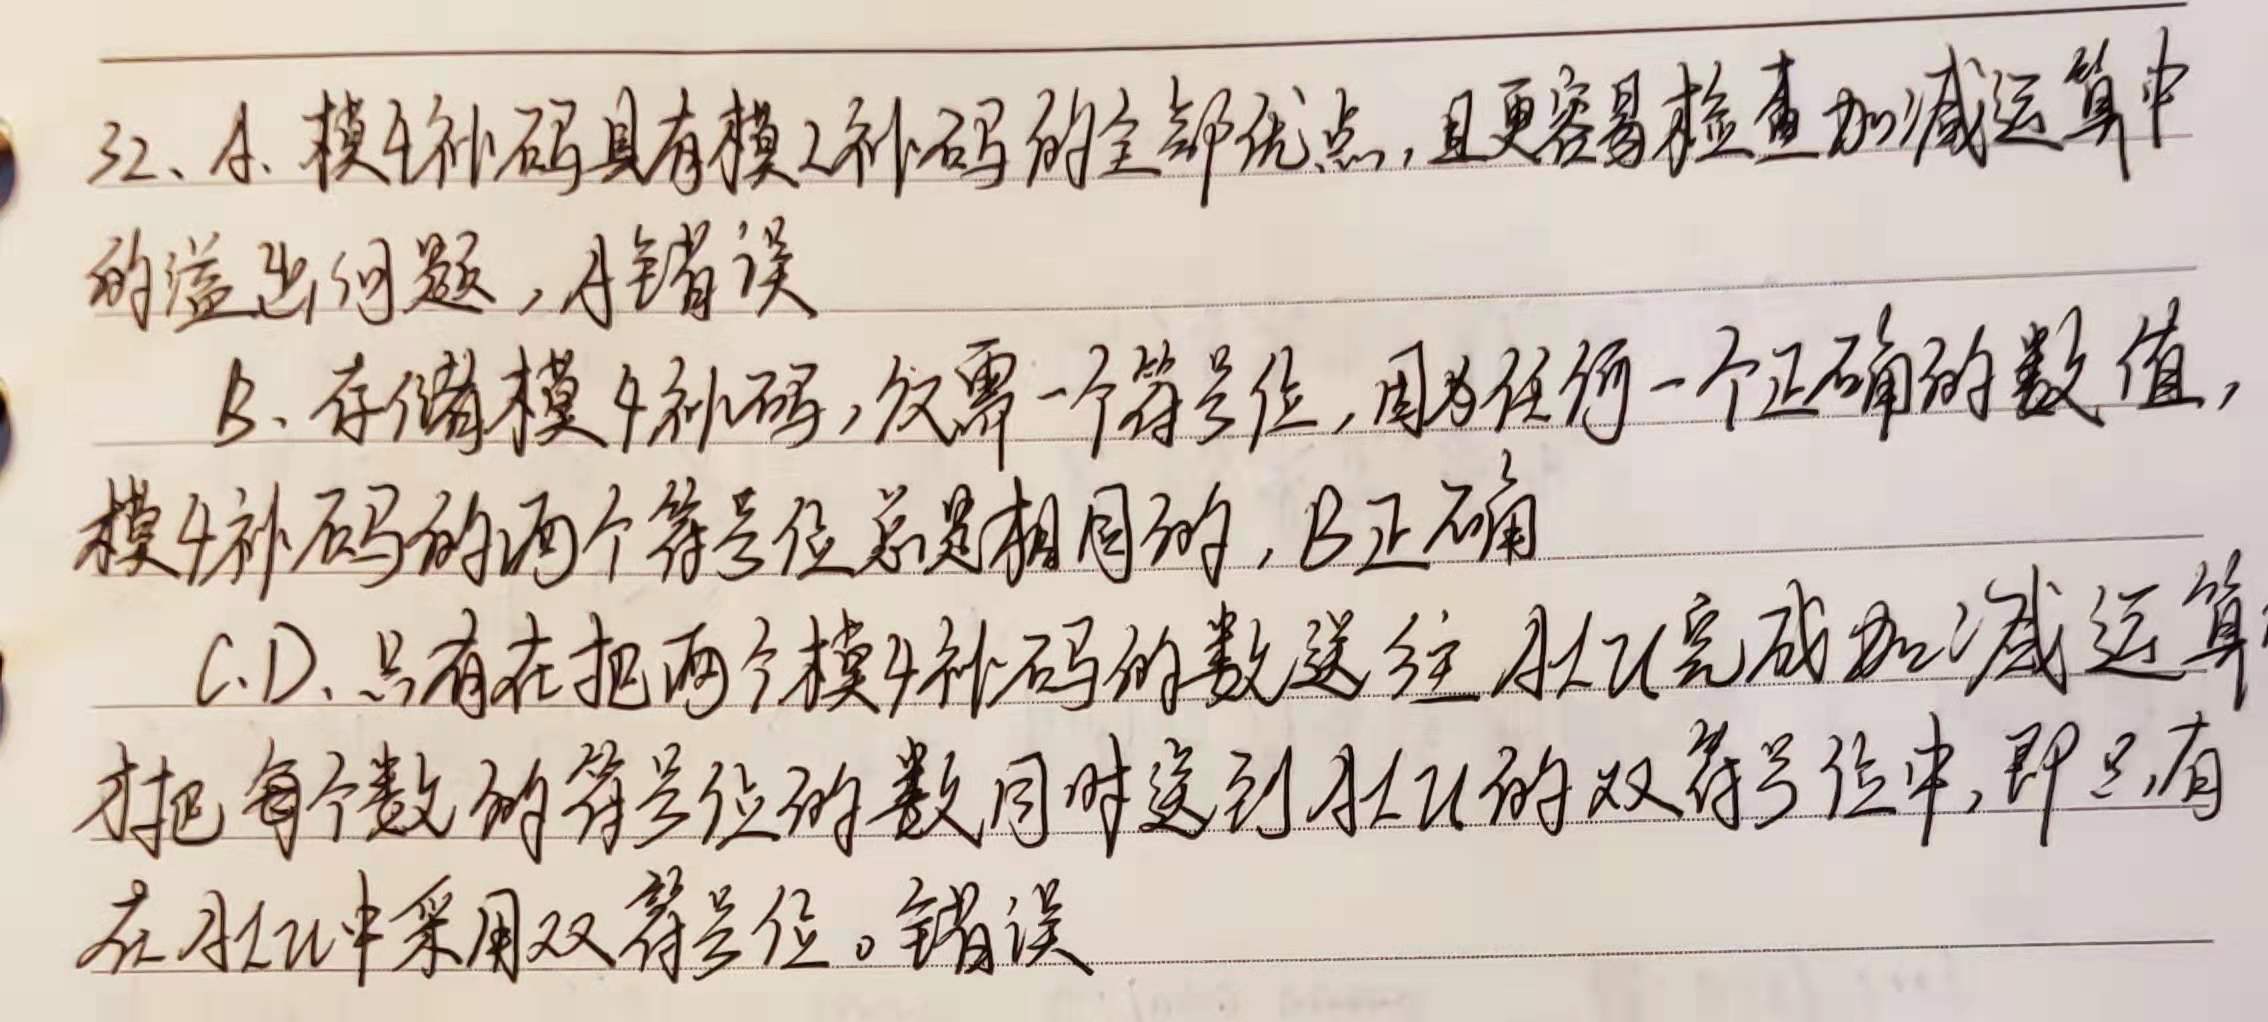 32、A、模4补码具有模2补码的全部优点,且更容易检查加减运算中
的溢出问题,A错误
B、存储模4补码,仅需一个符号位,因为任何一个正确的数值,
模4补码的两个符号位总是相同的,B正确
C.D、只有在把两个模4补码的数送往ALU完成加减运算
才把每个数的符号位的数同时送到ALU的双符号位中,即只有
在ALU中采用双符号位。错误